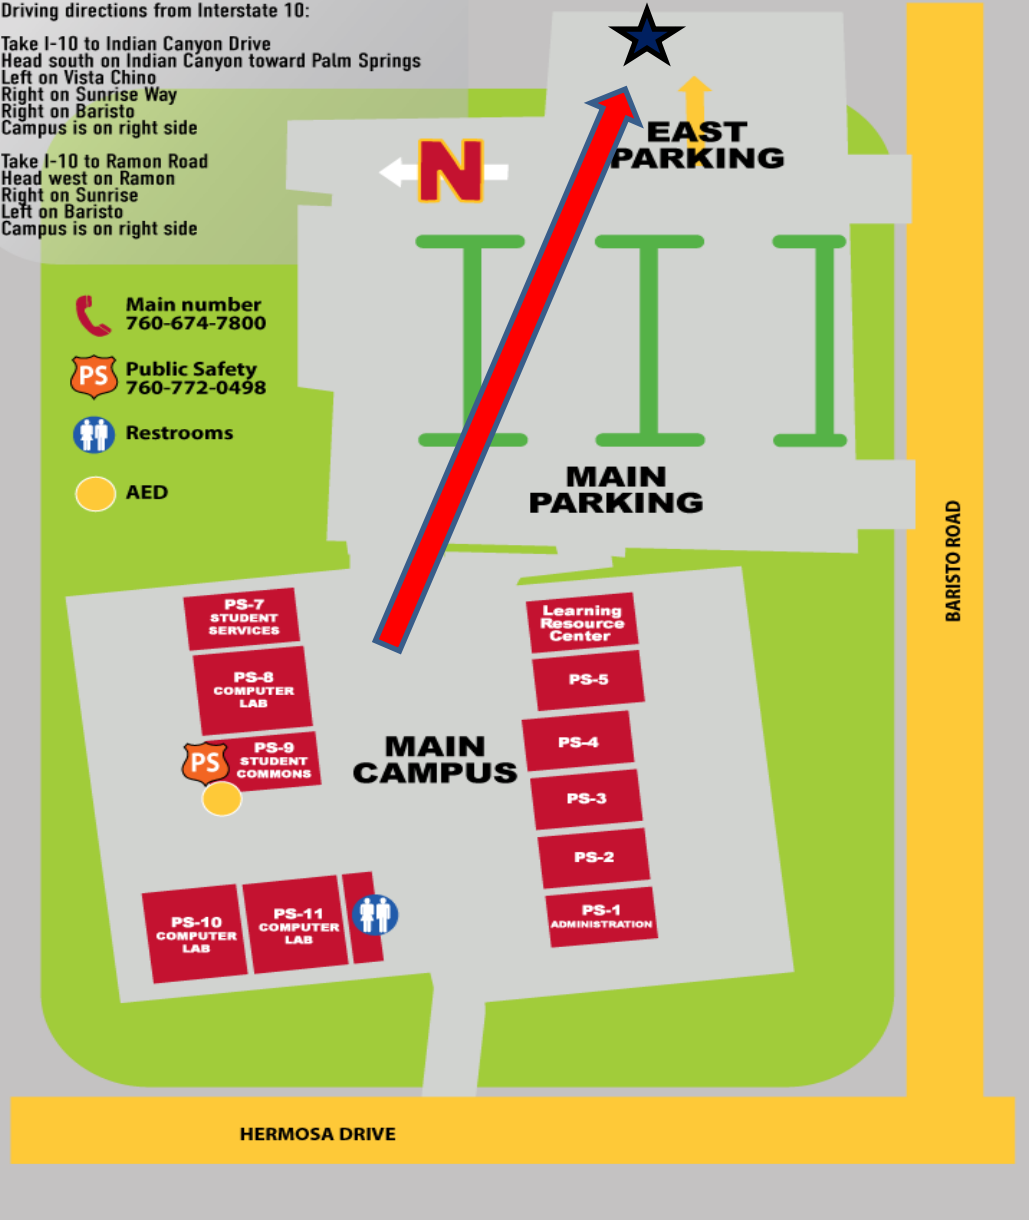 Driving directions from Interstate 10:
Take I-10 to Indian Canyon Drive
Head south on Indian Canyon toward Palm Springs
Left on Vista Chino
Right on Sunrise Way
Right on Baristo
Campus is on right side
Take I-10 to Ramon Road
Head west on Ramon
Right on Sunrise
Left on Baristo
Campus is on right side
N
EAST
PARKING
Main number
760-674-7800
PS
Public Safety
760-772-0498
Restrooms
AED
MAIN
PARKING
BARISTO ROAD
PS-7
STUDENT
SERVICES
PS-8
COMPUTER
LAB
PS
PS-9
STUDENT
COMMONS
MAIN
CAMPUS
Learning
Resource
Center
PS-5
PS-4
PS-3
PS-2
PS-1
ADMINISTRATION
PS-10
COMPUTER
LAB
PS-11
COMPUTER
LAB
HERMOSA DRIVE